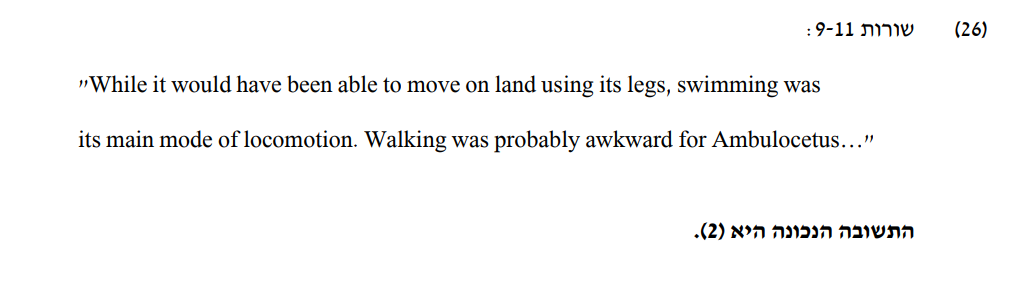 (26) שורות 9-11 :
"While it would have been able to move on land using its legs, swimming was
its main mode of locomotion. Walking was probably awkward for Ambulocetus…"
התשובה הנכונה היא (2).